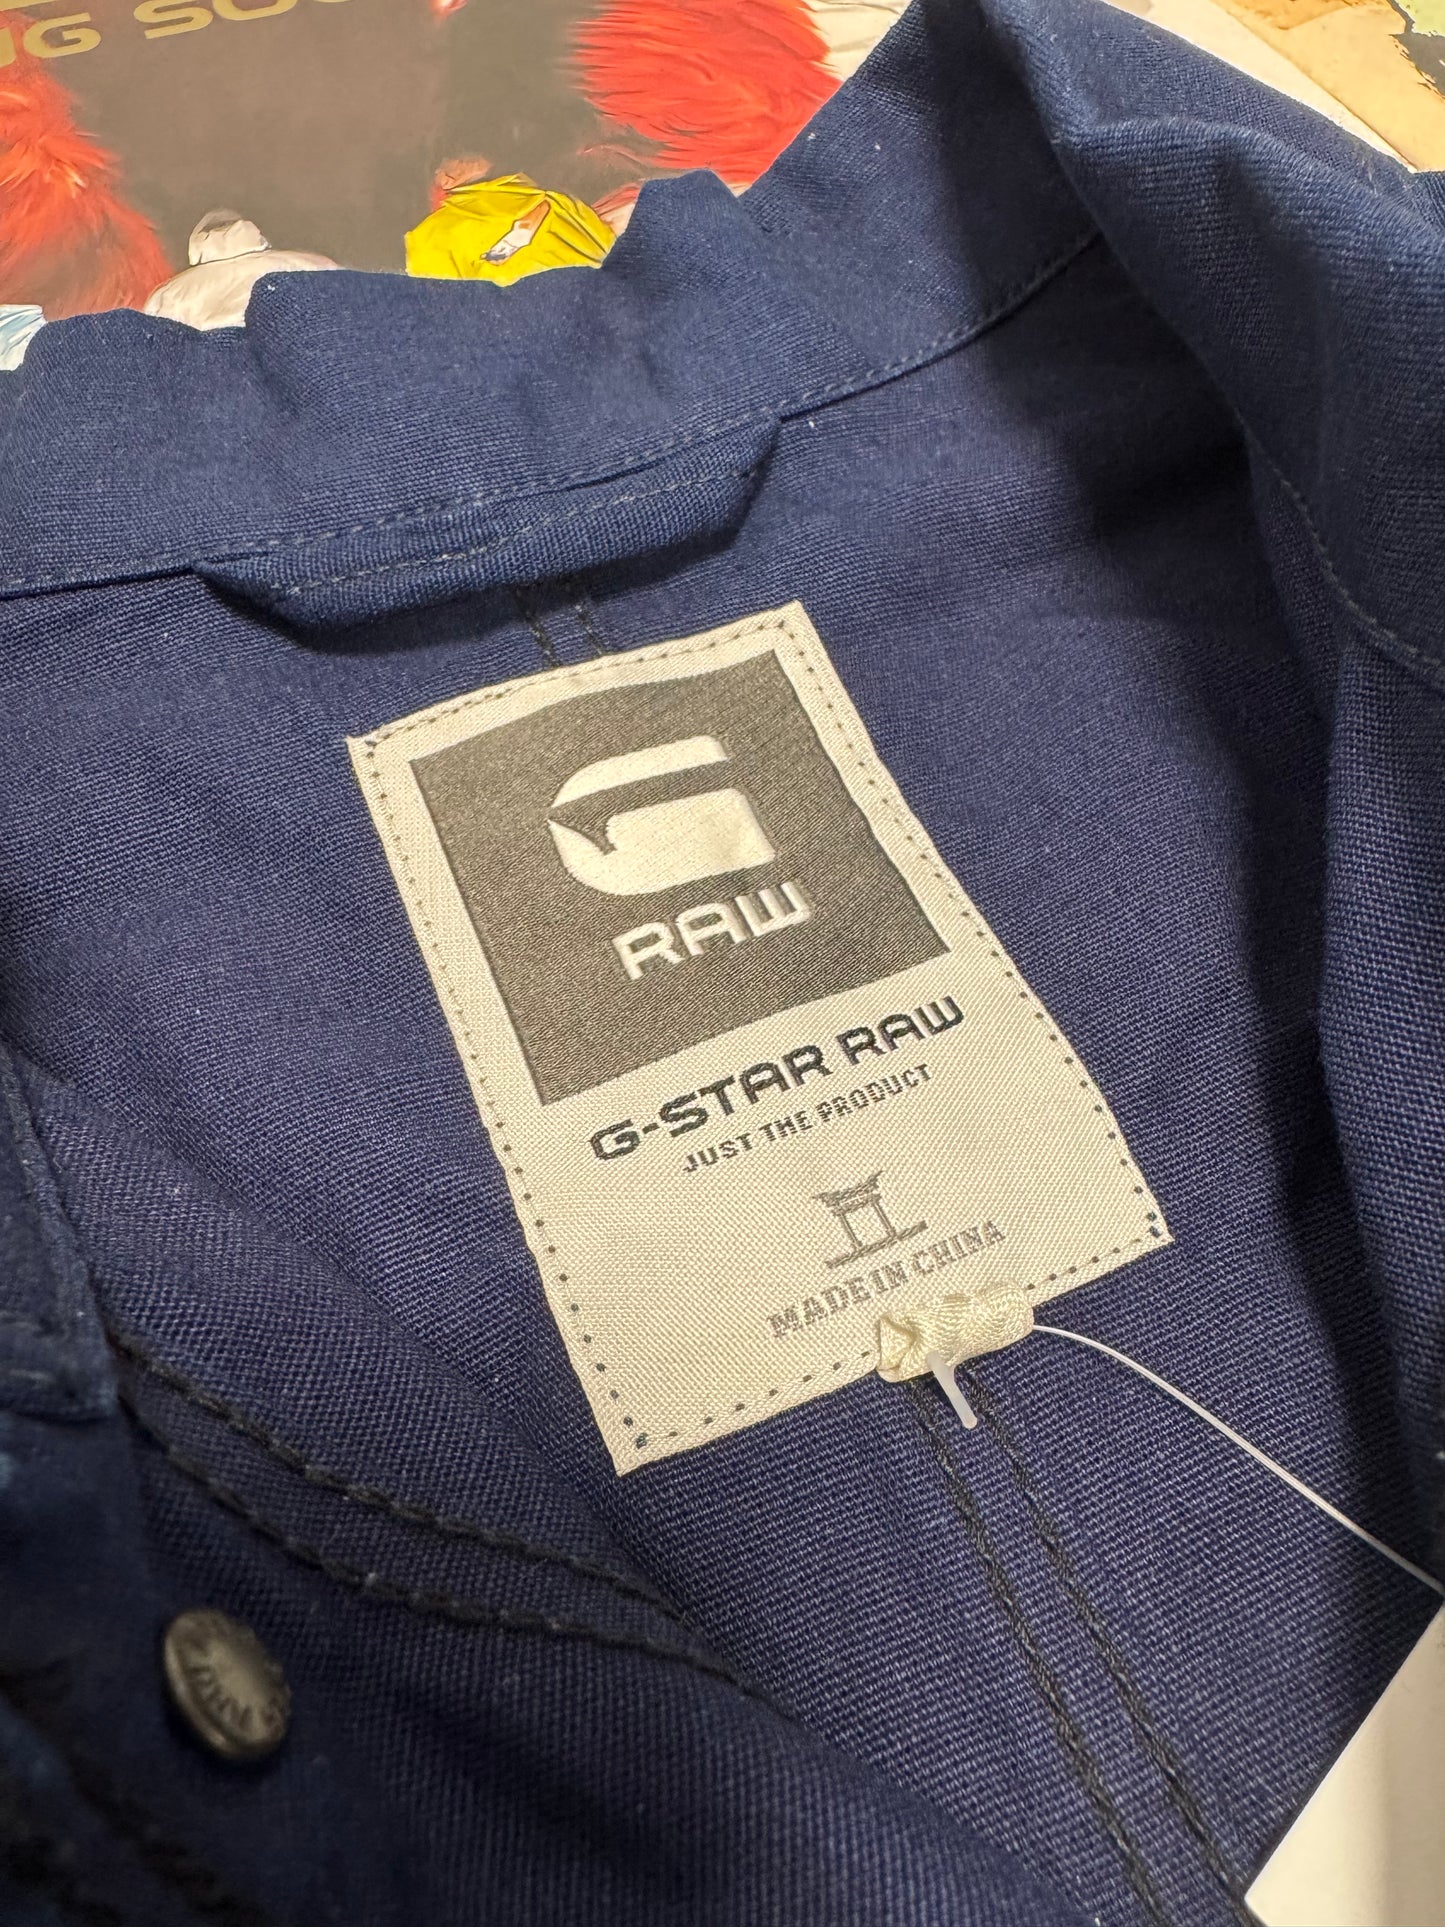 RAW
G-STAR RAW
JUST THE PRODUCT
MADE IN CHINA